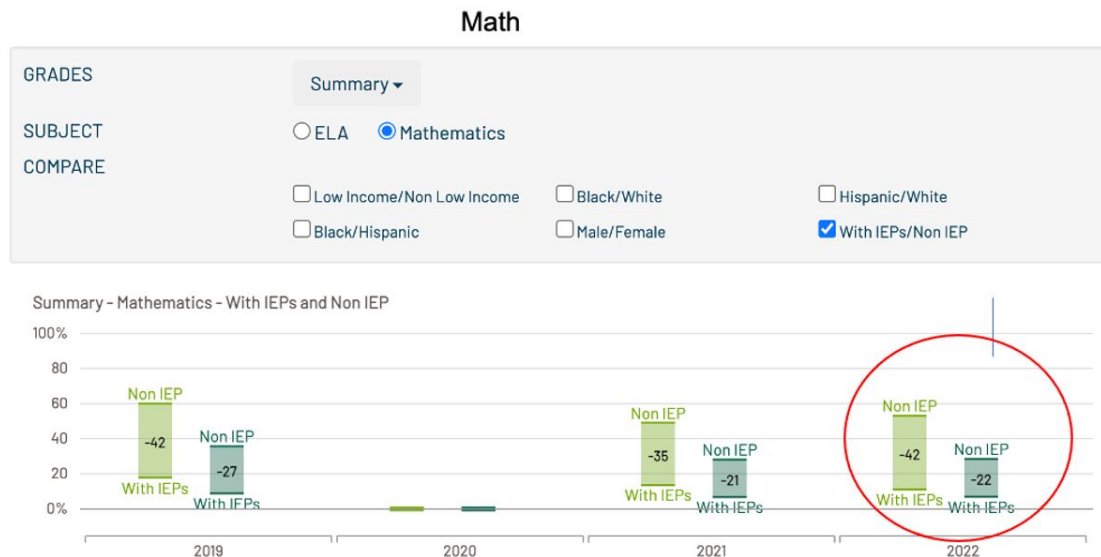 Math
GRADES
Summary
SUBJECT
ELA Mathematics
COMPARE
Low Income/Non Low Income Black/White Hispanic/White
Black/Hispanic Male/Female With IEPs/Non IEP
Summary - Mathematics - With IEPs and Non IEP
100%
80
60
40
20
0%
Non IEP
-42
With IEPs
Non IEP
-27
With IEPs
Non IEP
-35
With IEPs
Non IEP
-21
With IEPs
Non IEP
-42
With IEPs
Non IEP
-22
With IEPs
2019 2020 2021 2022